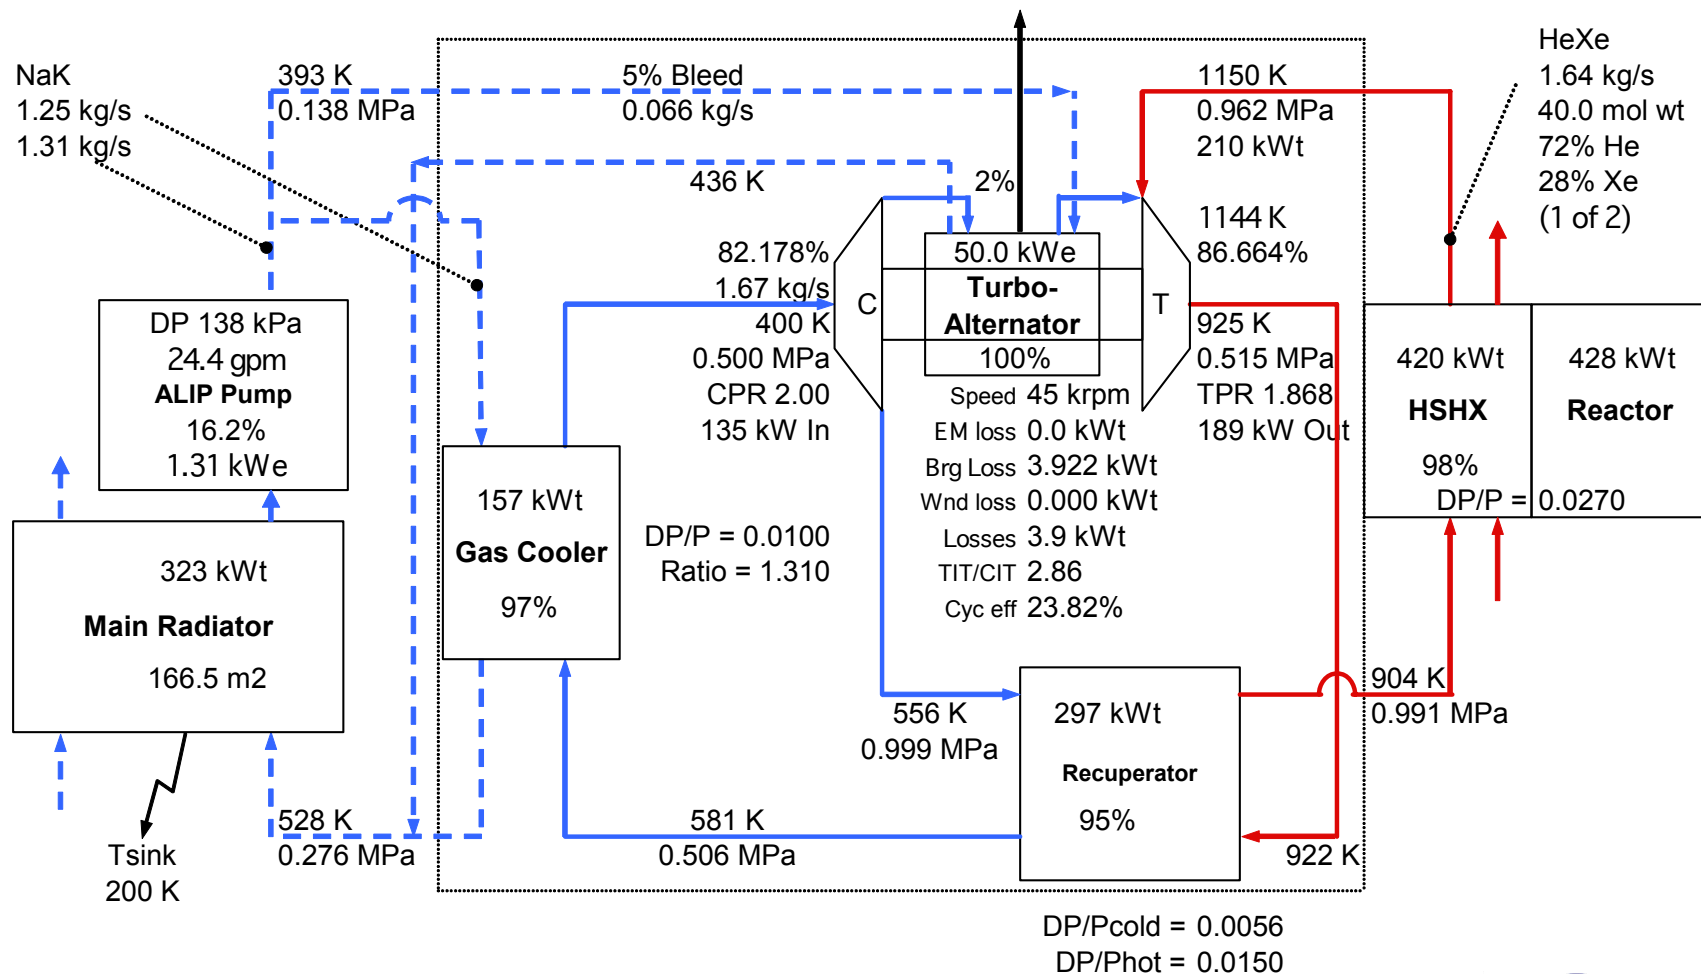 NaK
1.25 kg/s
1.31 kg/s
393 K
0.138 MPa
5% Bleed
0.066 kg/s
436 K
2%
1150 K
0.962 MPa
210 kWt
HeXe
1.64 kg/s
40.0 mol wt
72% He
28% Xe
(1 of 2)
1144 K
86.664%
82.178%
1.67 kg/s
400 K
0.500 MPa
CPR 2.00
135 kW In
C
50.0 kWe
Turbo-
Alternator
100%
T
925 K
0.515 MPa
TPR 1.868
189 kW Out
Speed 45 krpm
EM loss 0.0 kWt
Brg Loss 3.922 kWt
Wnd loss 0.000 kWt
Losses 3.9 kWt
TIT/CIT 2.86
Cyc eff 23.82%
DP 138 kPa
24.4 gpm
ALIP Pump
16.2%
1.31 kWe
420 kWt
HSHX
98%
428 kWt
Reactor
DP/P = 0.0270
157 kWt
Gas Cooler
97%
DP/P = 0.0100
Ratio = 1.310
323 kWt
Main Radiator
166.5 m2
Tsink
200 K
528 K
0.276 MPa
581 K
0.506 MPa
556 K
0.999 MPa
297 kWt
Recuperator
95%
904 K
0.991 MPa
922 K
DP/Pcold = 0.0056
DP/Phot = 0.0150